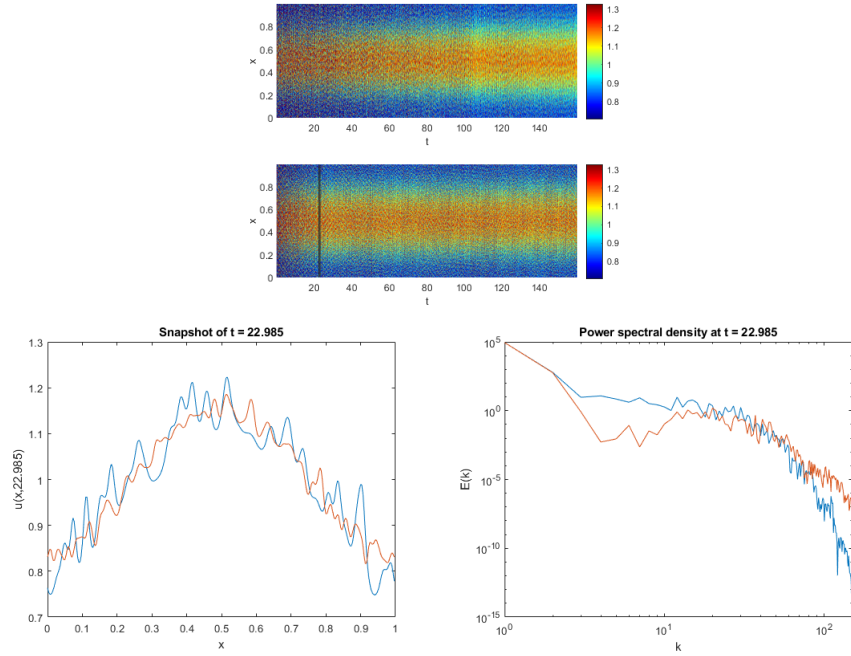 x
0.8
0.6
0.4
0.2
0
20 40 60 80 100 120 140
t
1.3
1.2
1.1
1
0.9
0.8
x
0.8
0.6
0.4
0.2
0
20 40 60 80 100 120 140
t
1.3
1.2
1.1
1
0.9
0.8
Snapshot of t = 22.985
u(x,22.985)
1.3
1.2
1.1
1
0.9
0.8
0.7
0 0.1 0.2 0.3 0.4 0.5 0.6 0.7 0.8 0.9 1
x
Power spectral density at t = 22.985
E(k)
10^5
10^0
10^-5
10^-10
10^-15
10^0 10^1 10^2
k